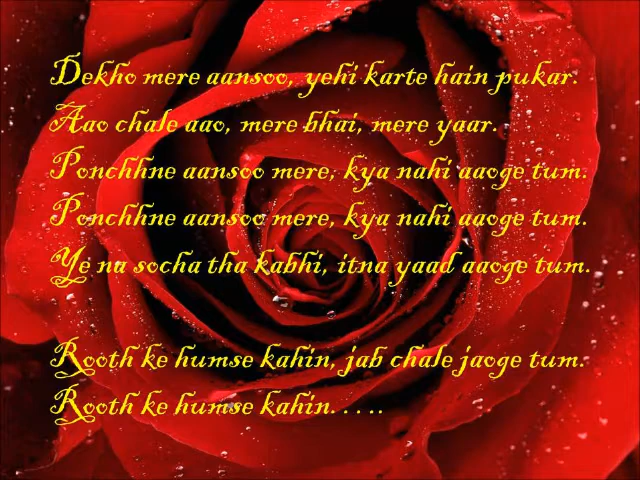 Dekho mere aansoo, yehi karte hain pukar.
Aao chale aao, mere bhai, mere yaar.
Ponchhne aansoo mere, kya nahi aaoge tum.
Ponchhne aansoo mere, kya nahi aaoge tum.
Ye na socha tha kabhi, itna yaad aaoge tum.
Rooth ke humse kahin, jab chale jaoge tum.
Rooth ke humse kahin.….